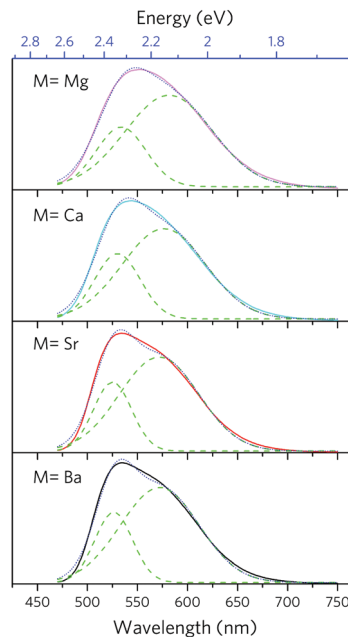 Energy (eV)
2.8 2.6 2.4 2.2 2 1.8
M= Mg
M= Ca
M= Sr
M= Ba
450 500 550 600 650 700 750
Wavelength (nm)